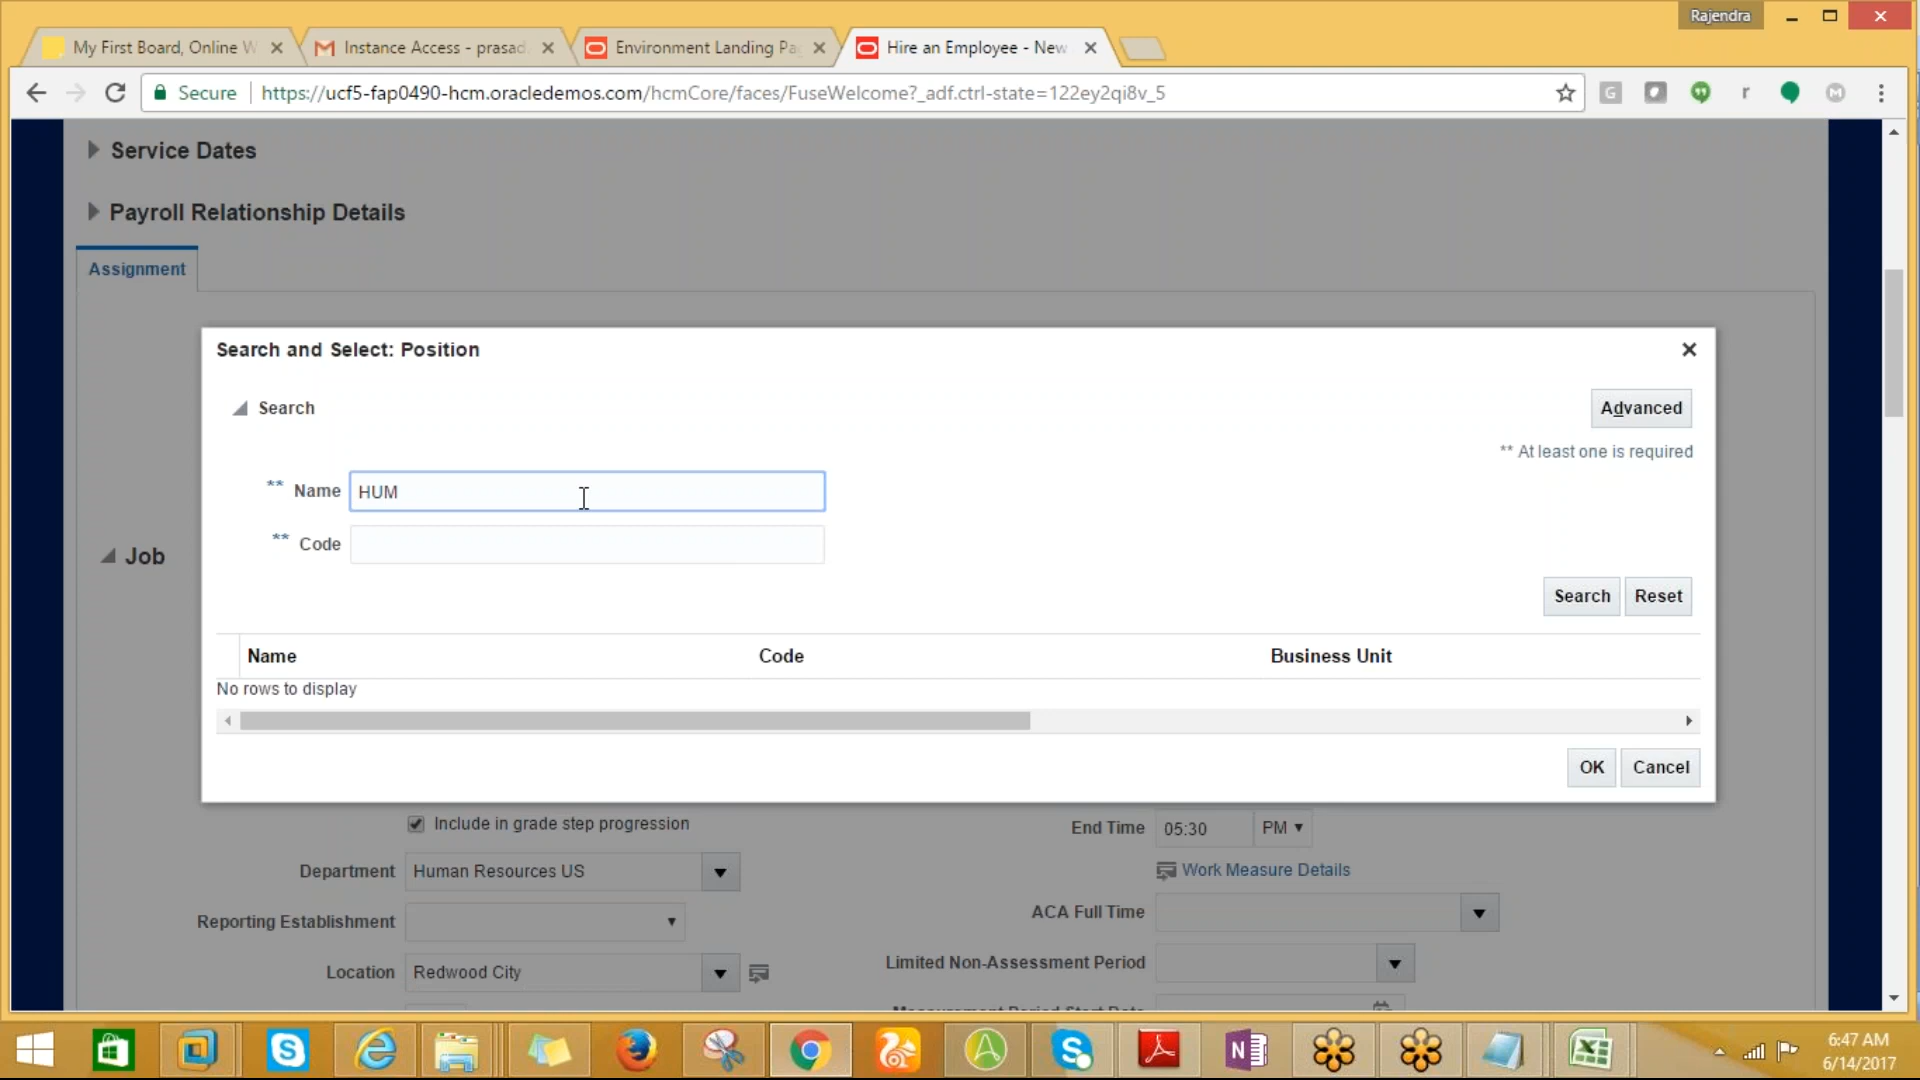 Rajendra
My First Board, Online W
Instance Access - prasad
Environment Landing Pa
Hire an Employee - New
Secure
https://ucf5-fap0490-hcm.oracledemos.com/hcmCore/faces/FuseWelcome?_adf.ctrl-state=122ey2qi8v_5
Service Dates
Payroll Relationship Details
Assignment
Search and Select: Position
Search
Advanced
** At least one is required
** Name HUM
** Code
Job
Search Reset
Name Code Business Unit
No rows to display
OK Cancel
Include in grade step progression
End Time 05:30 PM
Department Human Resources US
Work Measure Details
Reporting Establishment
ACA Full Time
Location Redwood City
Limited Non-Assessment Period
6:47 AM
6/14/2017